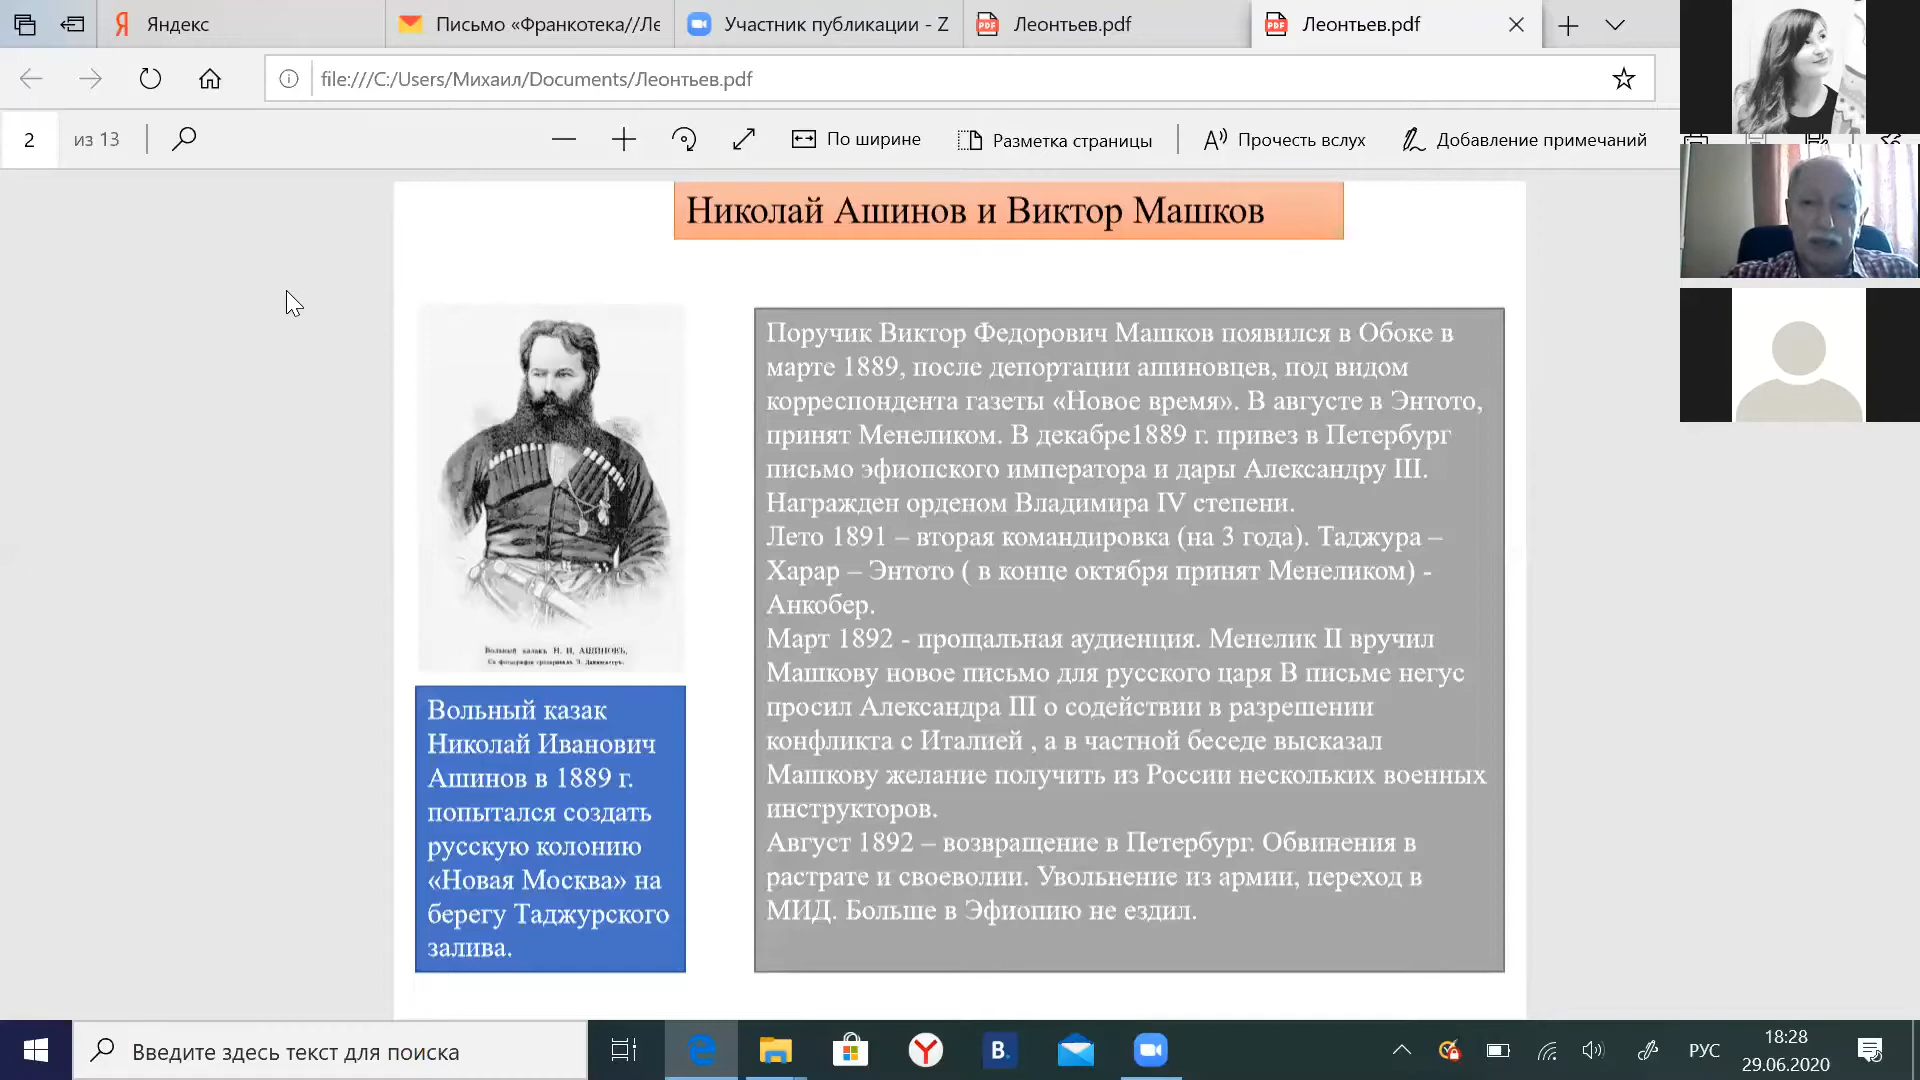 Яндекс
Письмо «Франкотека//Ле
Участник публикации - Z
Леонтьев.pdf
Леонтьев.pdf
file:///C:/Users/Михаил/Documents/Леонтьев.pdf
2 из 13
По ширине
Разметка страницы
Прочесть вслух
Добавление примечаний
Николай Ашинов и Виктор Машков
Вольный казакъ Н. И. АШИНОВЪ,
Вольный казак
Николай Иванович
Ашинов в 1889 г.
попытался создать
русскую колонию
«Новая Москва» на
берегу Таджурского
залива.
Поручик Виктор Федорович Машков появился в Обоке в
марте 1889, после депортации ашиновцев, под видом
корреспондента газеты «Новое время». В августе в Энтото,
принят Менеликом. В декабре1889 г. привез в Петербург
письмо эфиопского императора и дары Александру III.
Награжден орденом Владимира IV степени.
Лето 1891 – вторая командировка (на 3 года). Таджура –
Харар – Энтото ( в конце октября принят Менеликом) -
Анкобер.
Март 1892 - прощальная аудиенция. Менелик II вручил
Машкову новое письмо для русского царя В письме негус
просил Александра III о содействии в разрешении
конфликта с Италией , а в частной беседе высказал
Машкову желание получить из России нескольких военных
инструкторов.
Август 1892 – возвращение в Петербург. Обвинения в
растрате и своеволии. Увольнение из армии, переход в
МИД. Больше в Эфиопию не ездил.
Введите здесь текст для поиска
B.
РУС
18:28
29.06.2020